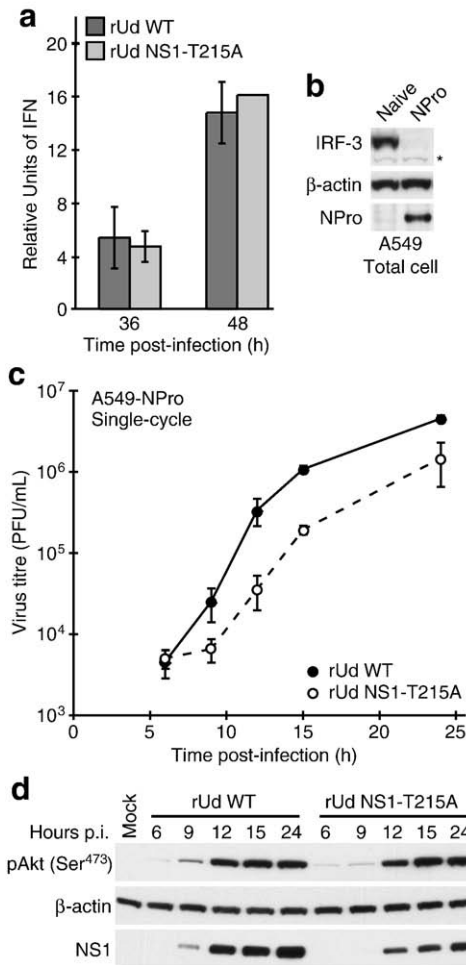 a
rUd WT
rUd NS1-T215A
Relative Units of IFN
20
16
12
8
4
0
36 48
Time post-infection (h)
b
Naive NPro
IRF-3
*
β-actin
NPro
A549
Total cell
c
A549-NPro
Single-cycle
Virus titre (PFU/mL)
10⁷
10⁶
10⁵
10⁴
10³
rUd WT
rUd NS1-T215A
0 5 10 15 20 25
Time post-infection (h)
d
Mock rUd WT rUd NS1-T215A
Hours p.i. 6 9 12 15 24 6 9 12 15 24
pAkt (Ser⁴⁷³)
β-actin
NS1